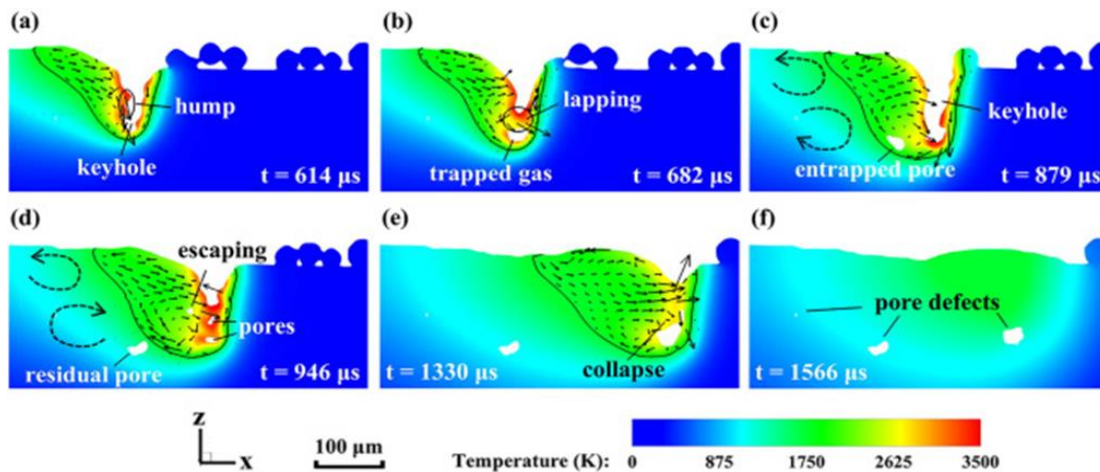 (a)
(b)
(c)
hump
keyhole
t = 614 μs
lapping
trapped gas
t = 682 μs
keyhole
entrapped pore
t = 879 μs
(d)
(e)
(f)
escaping
pores
residual pore
t = 946 μs
collapse
t = 1330 μs
pore defects
t = 1566 μs
z
x
100 μm
Temperature (K):
0
875
1750
2625
3500